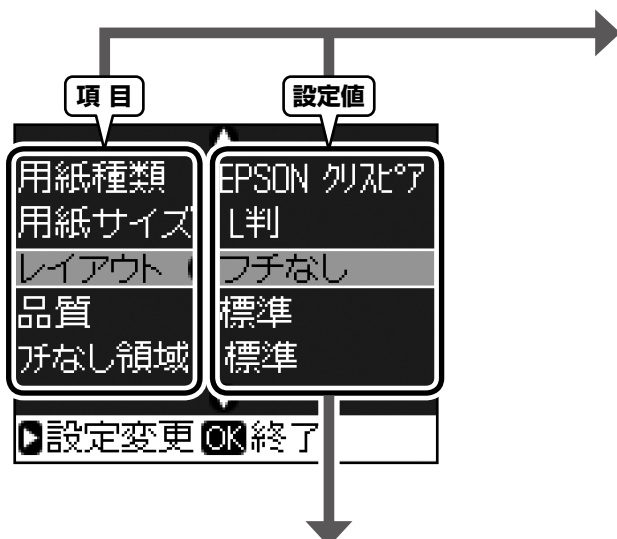 項目 設定値
用紙種類 EPSON クリスピア
用紙サイズ L判
レイアウト フチなし
品質 標準
フチなし領域 標準
設定変更 OK 終了